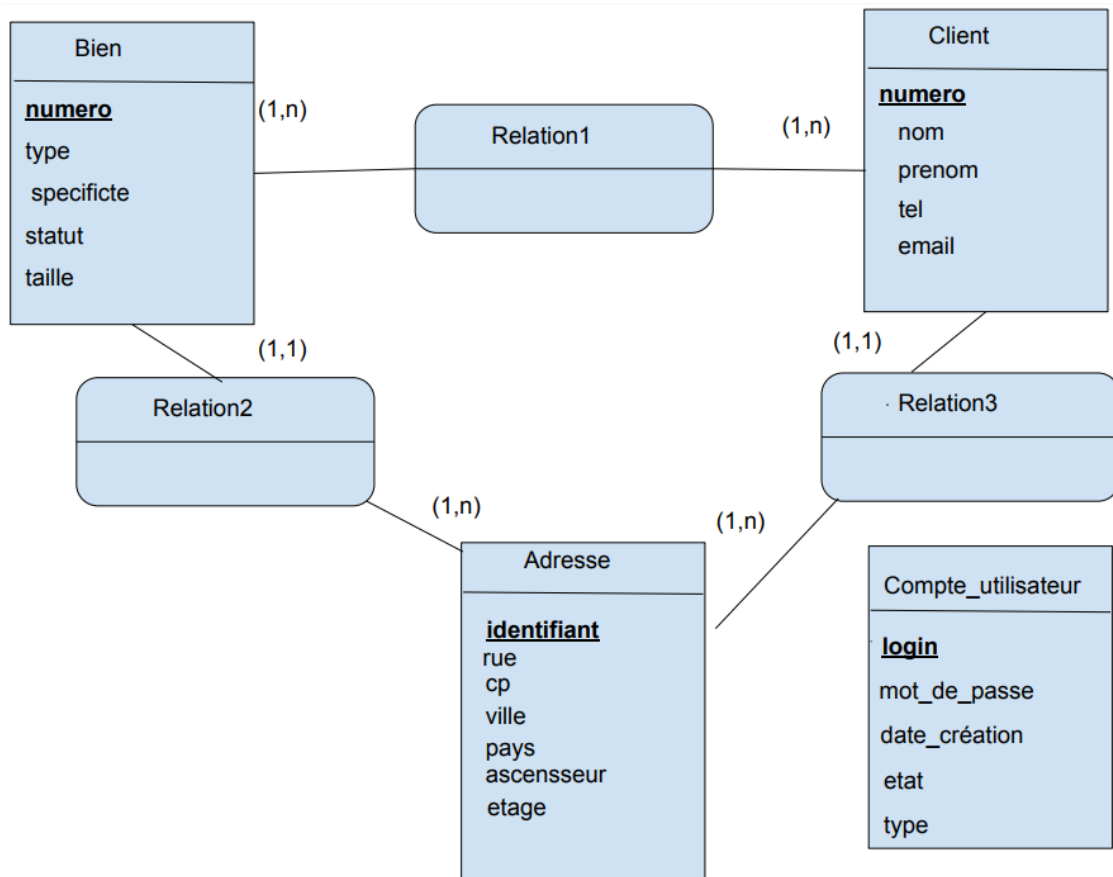 Bien
numero
type
specificte
statut
taille
(1,n)
Relation1
(1,n)
Client
numero
nom
prenom
tel
email
(1,1)
Relation2
(1,n)
(1,1)
Relation3
(1,n)
Adresse
identifiant
rue
cp
ville
pays
ascensseur
etage
Compte_utilisateur
login
mot_de_passe
date_création
etat
type